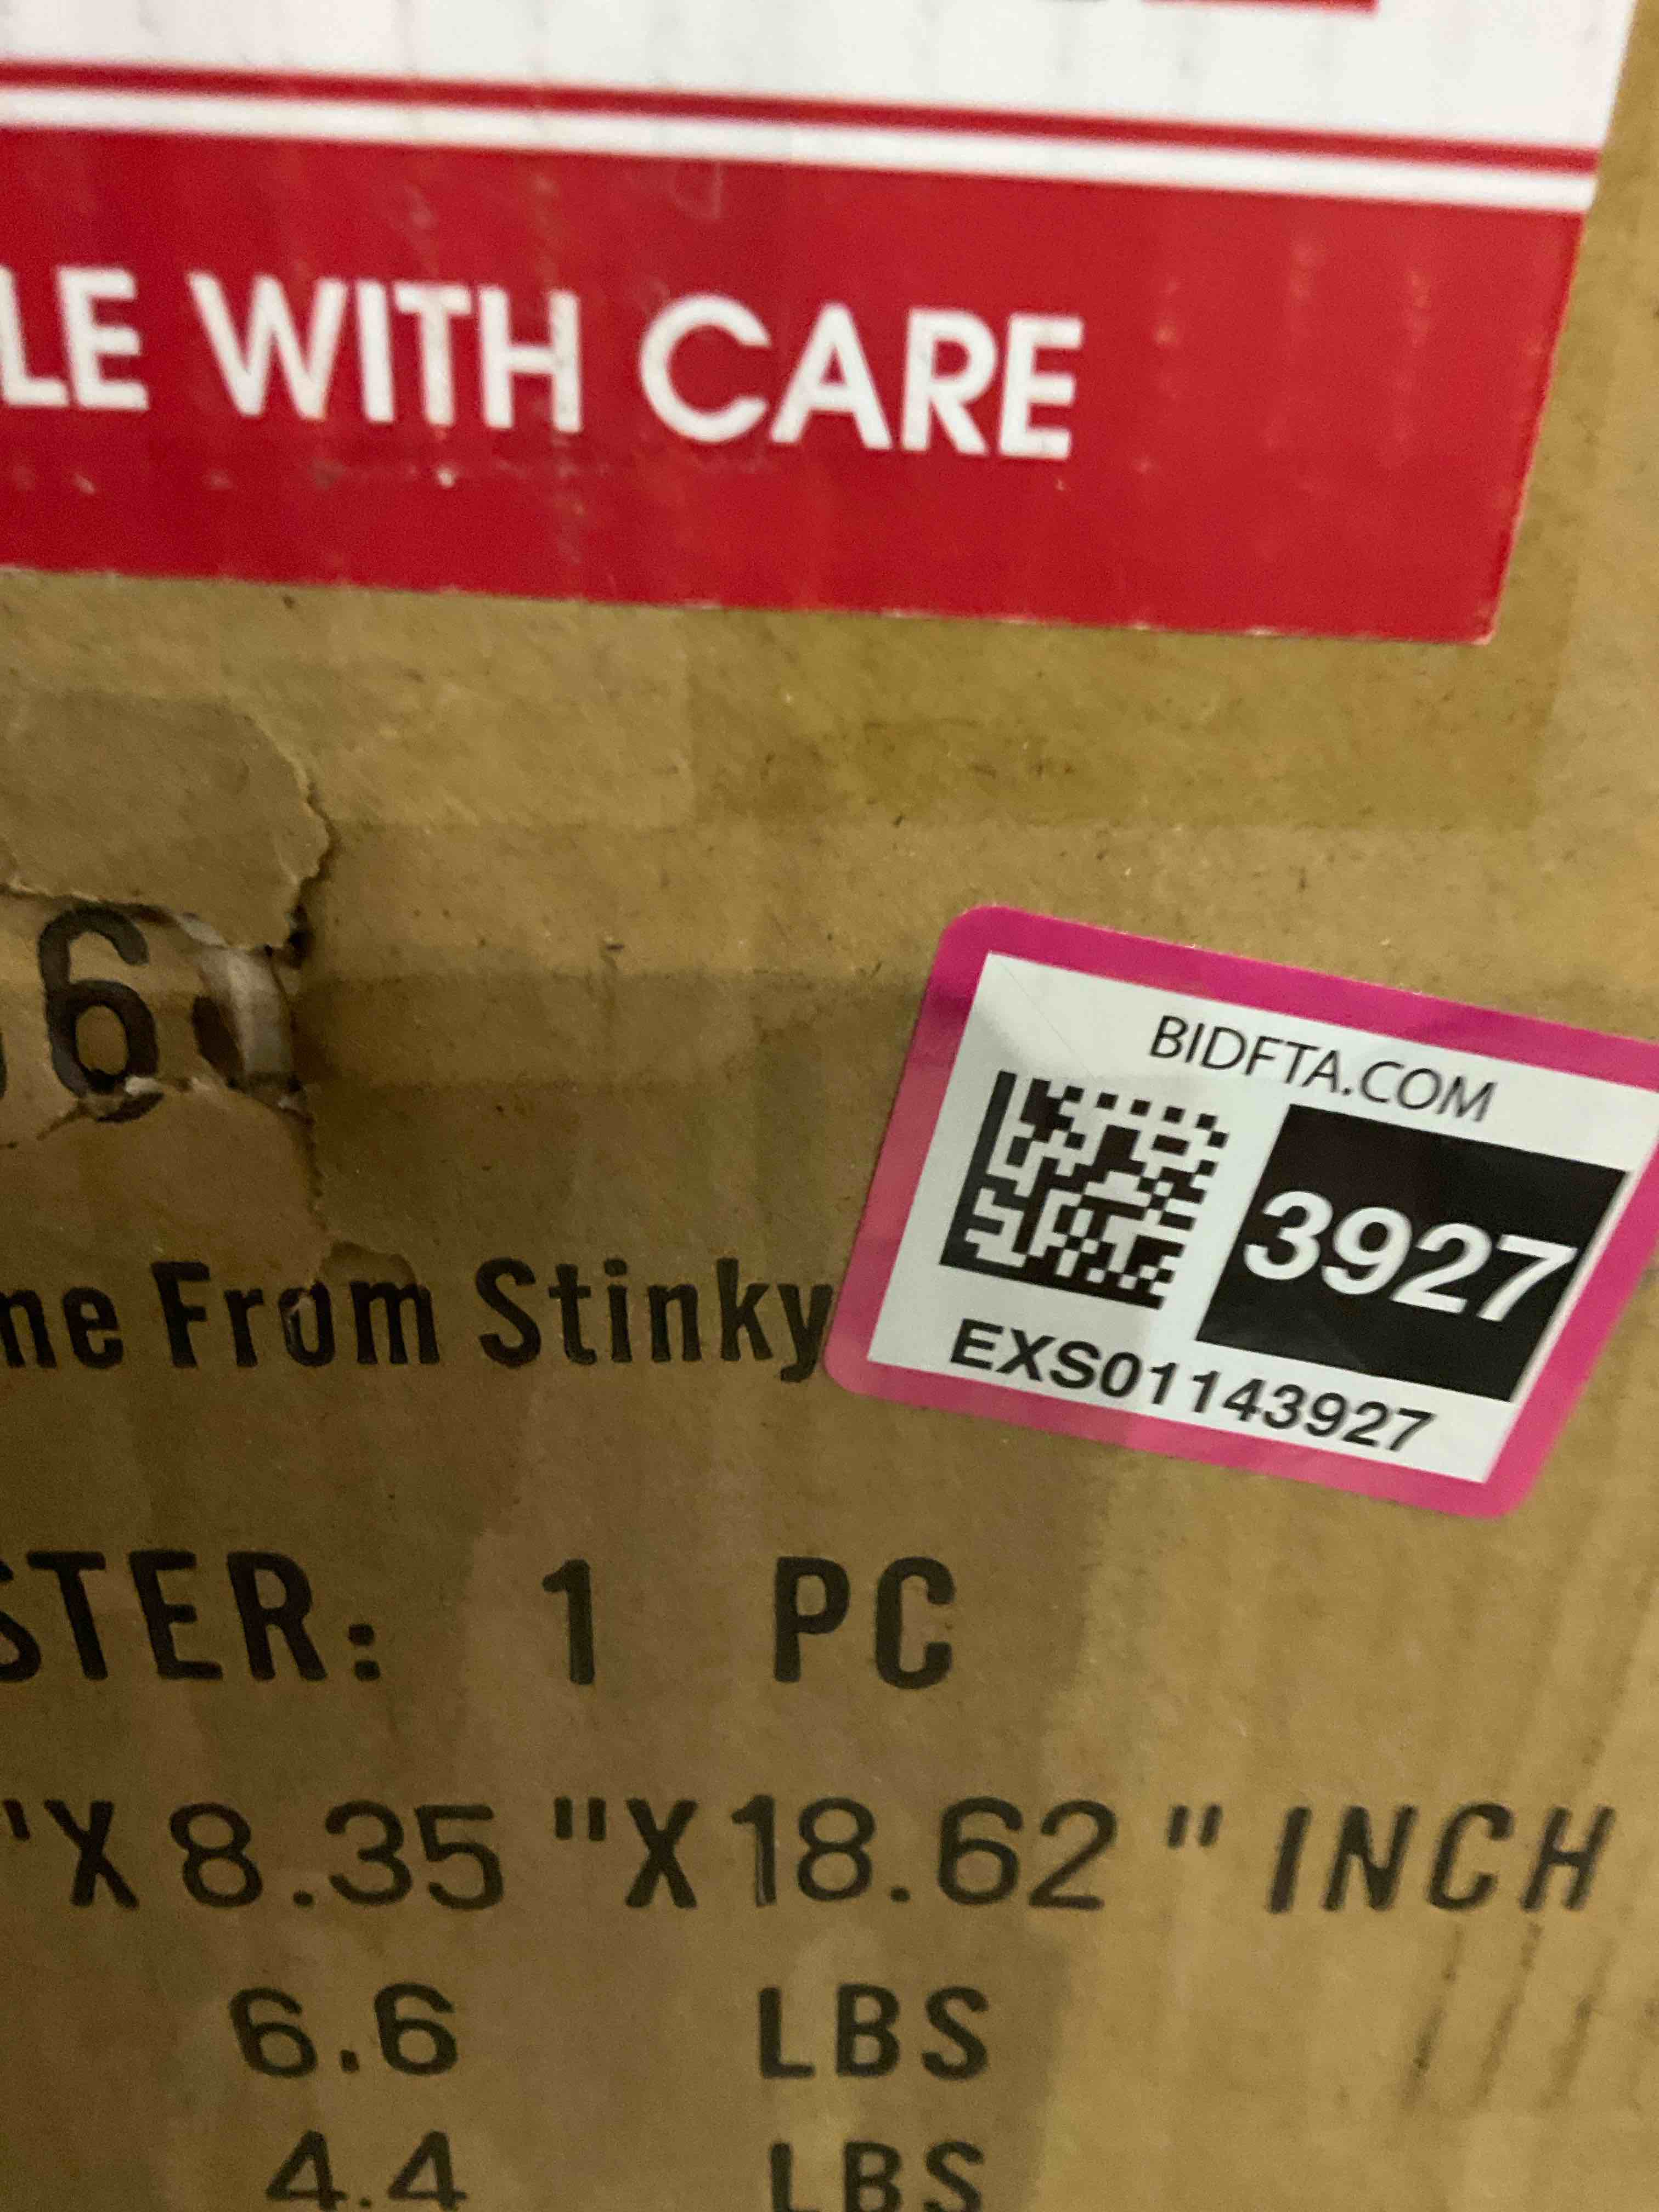 LE WITH CARE
6
BIDFTA.COM
3927
EXS01143927
me From Stinky
STER: 1 PC
"X 8.35 "X 18.62 " INCH
6.6 LBS
4.4 LBS